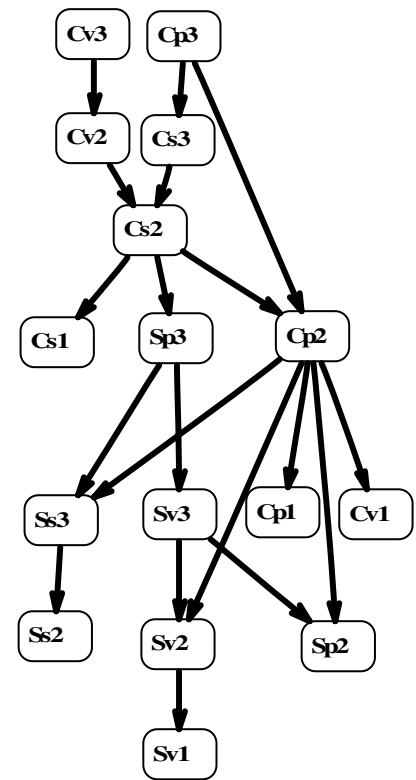 Cv3 Cp3
Cv2 Cs3
Cs2
Cs1 Sp3 Cp2
Ss3 Sv3 Cp1 Cv1
Ss2 Sv2 Sp2
Sv1